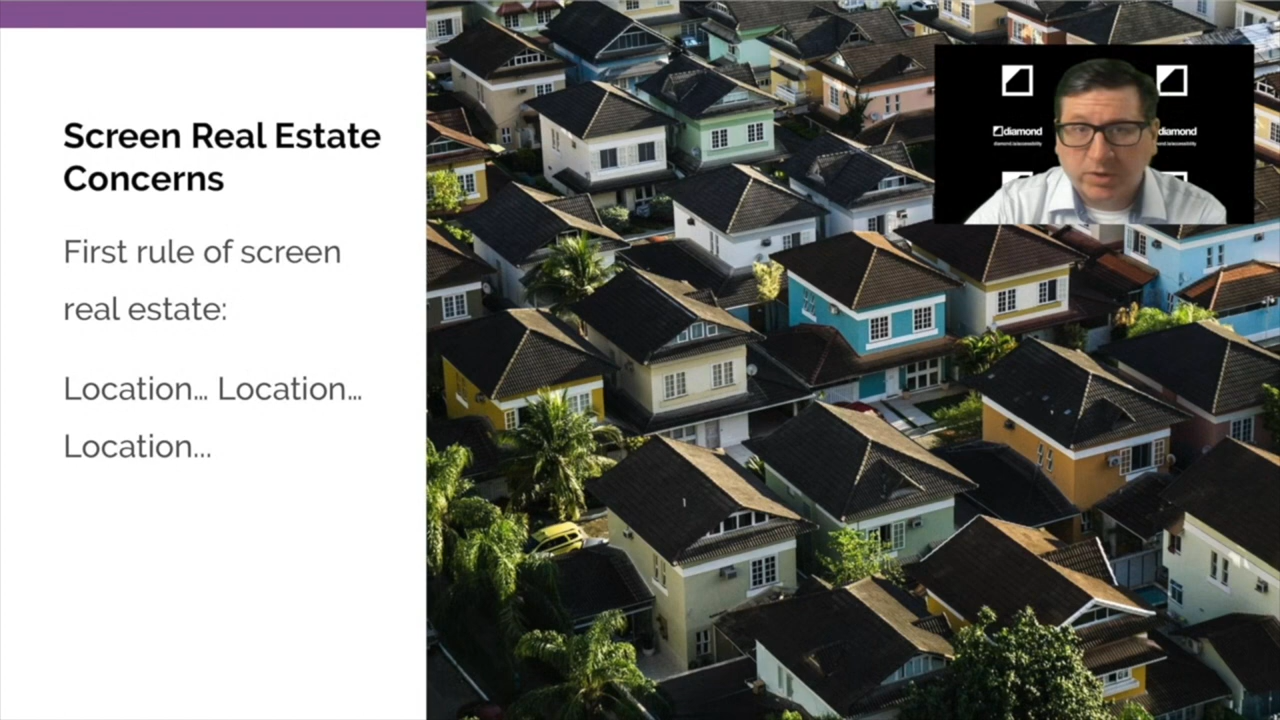 Screen Real Estate
Concerns
First rule of screen
real estate:
Location... Location...
Location...
diamond
diamond